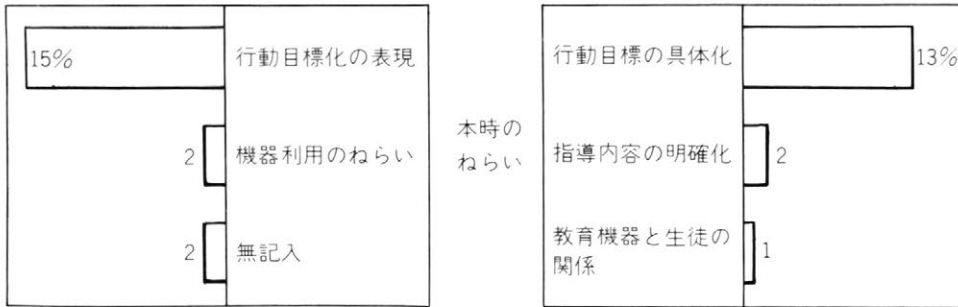 15%
行動目標化の表現
2
機器利用のねらい
2
無記入
本時の
ねらい
行動目標の具体化
13%
指導内容の明確化
2
教育機器と生徒の
関係
1